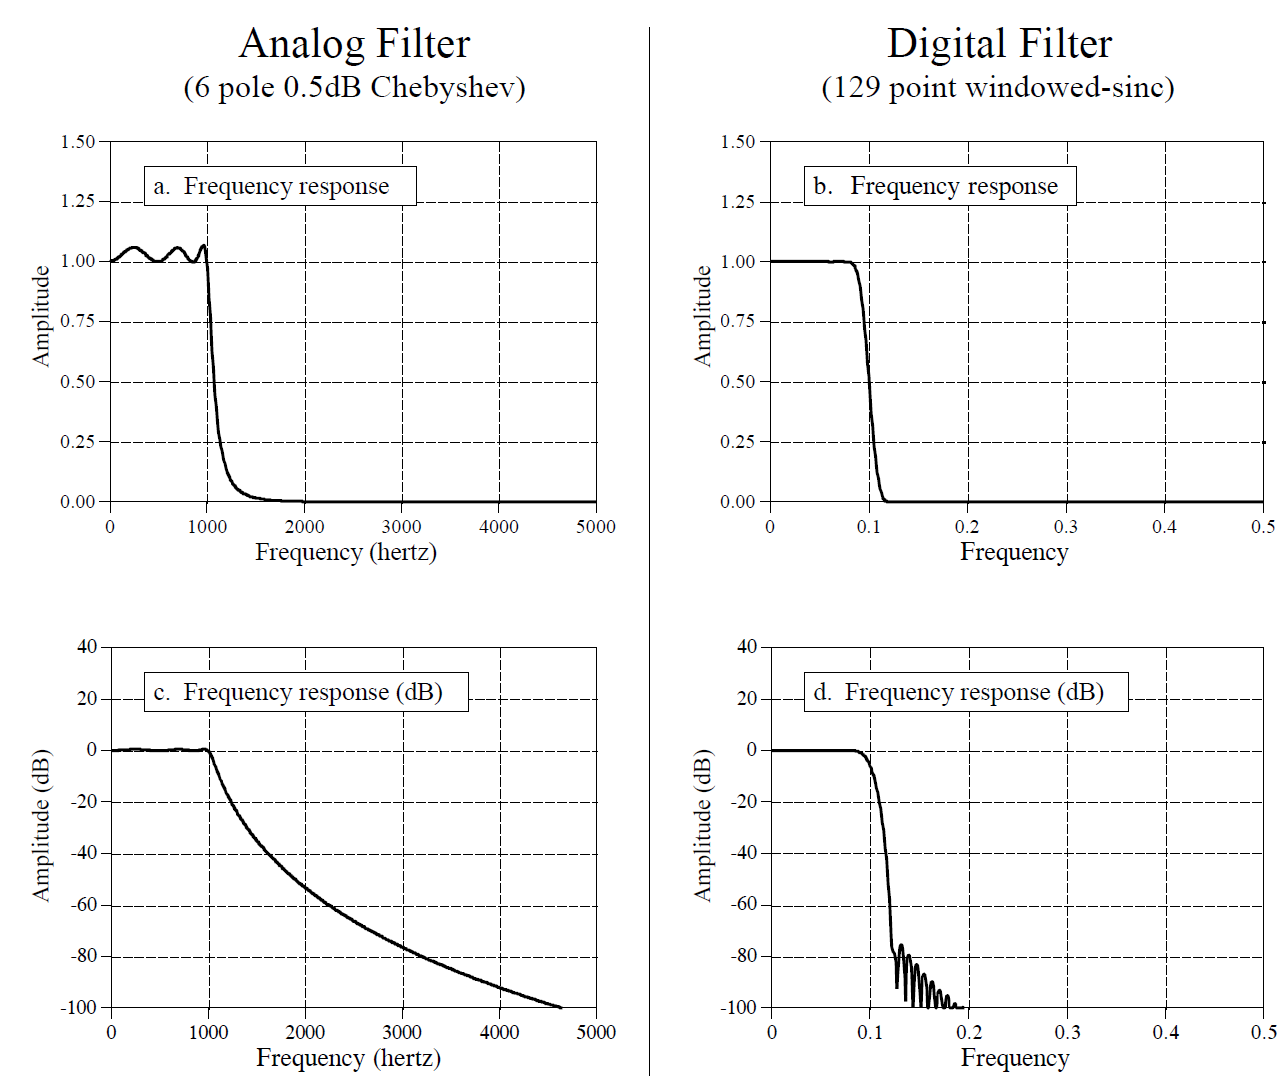 Analog Filter
(6 pole 0.5dB Chebyshev)
1.50
1.25
1.00
0.75
0.50
0.25
0.00
Amplitude
a. Frequency response
0 1000 2000 3000 4000 5000
Frequency (hertz)
40
20
0
-20
-40
-60
-80
-100
Amplitude (dB)
c. Frequency response (dB)
0 1000 2000 3000 4000 5000
Frequency (hertz)
Digital Filter
(129 point windowed-sinc)
1.50
1.25
1.00
0.75
0.50
0.25
0.00
Amplitude
b. Frequency response
0 0.1 0.2 0.3 0.4 0.5
Frequency
40
20
0
-20
-40
-60
-80
-100
Amplitude (dB)
d. Frequency response (dB)
0 0.1 0.2 0.3 0.4 0.5
Frequency